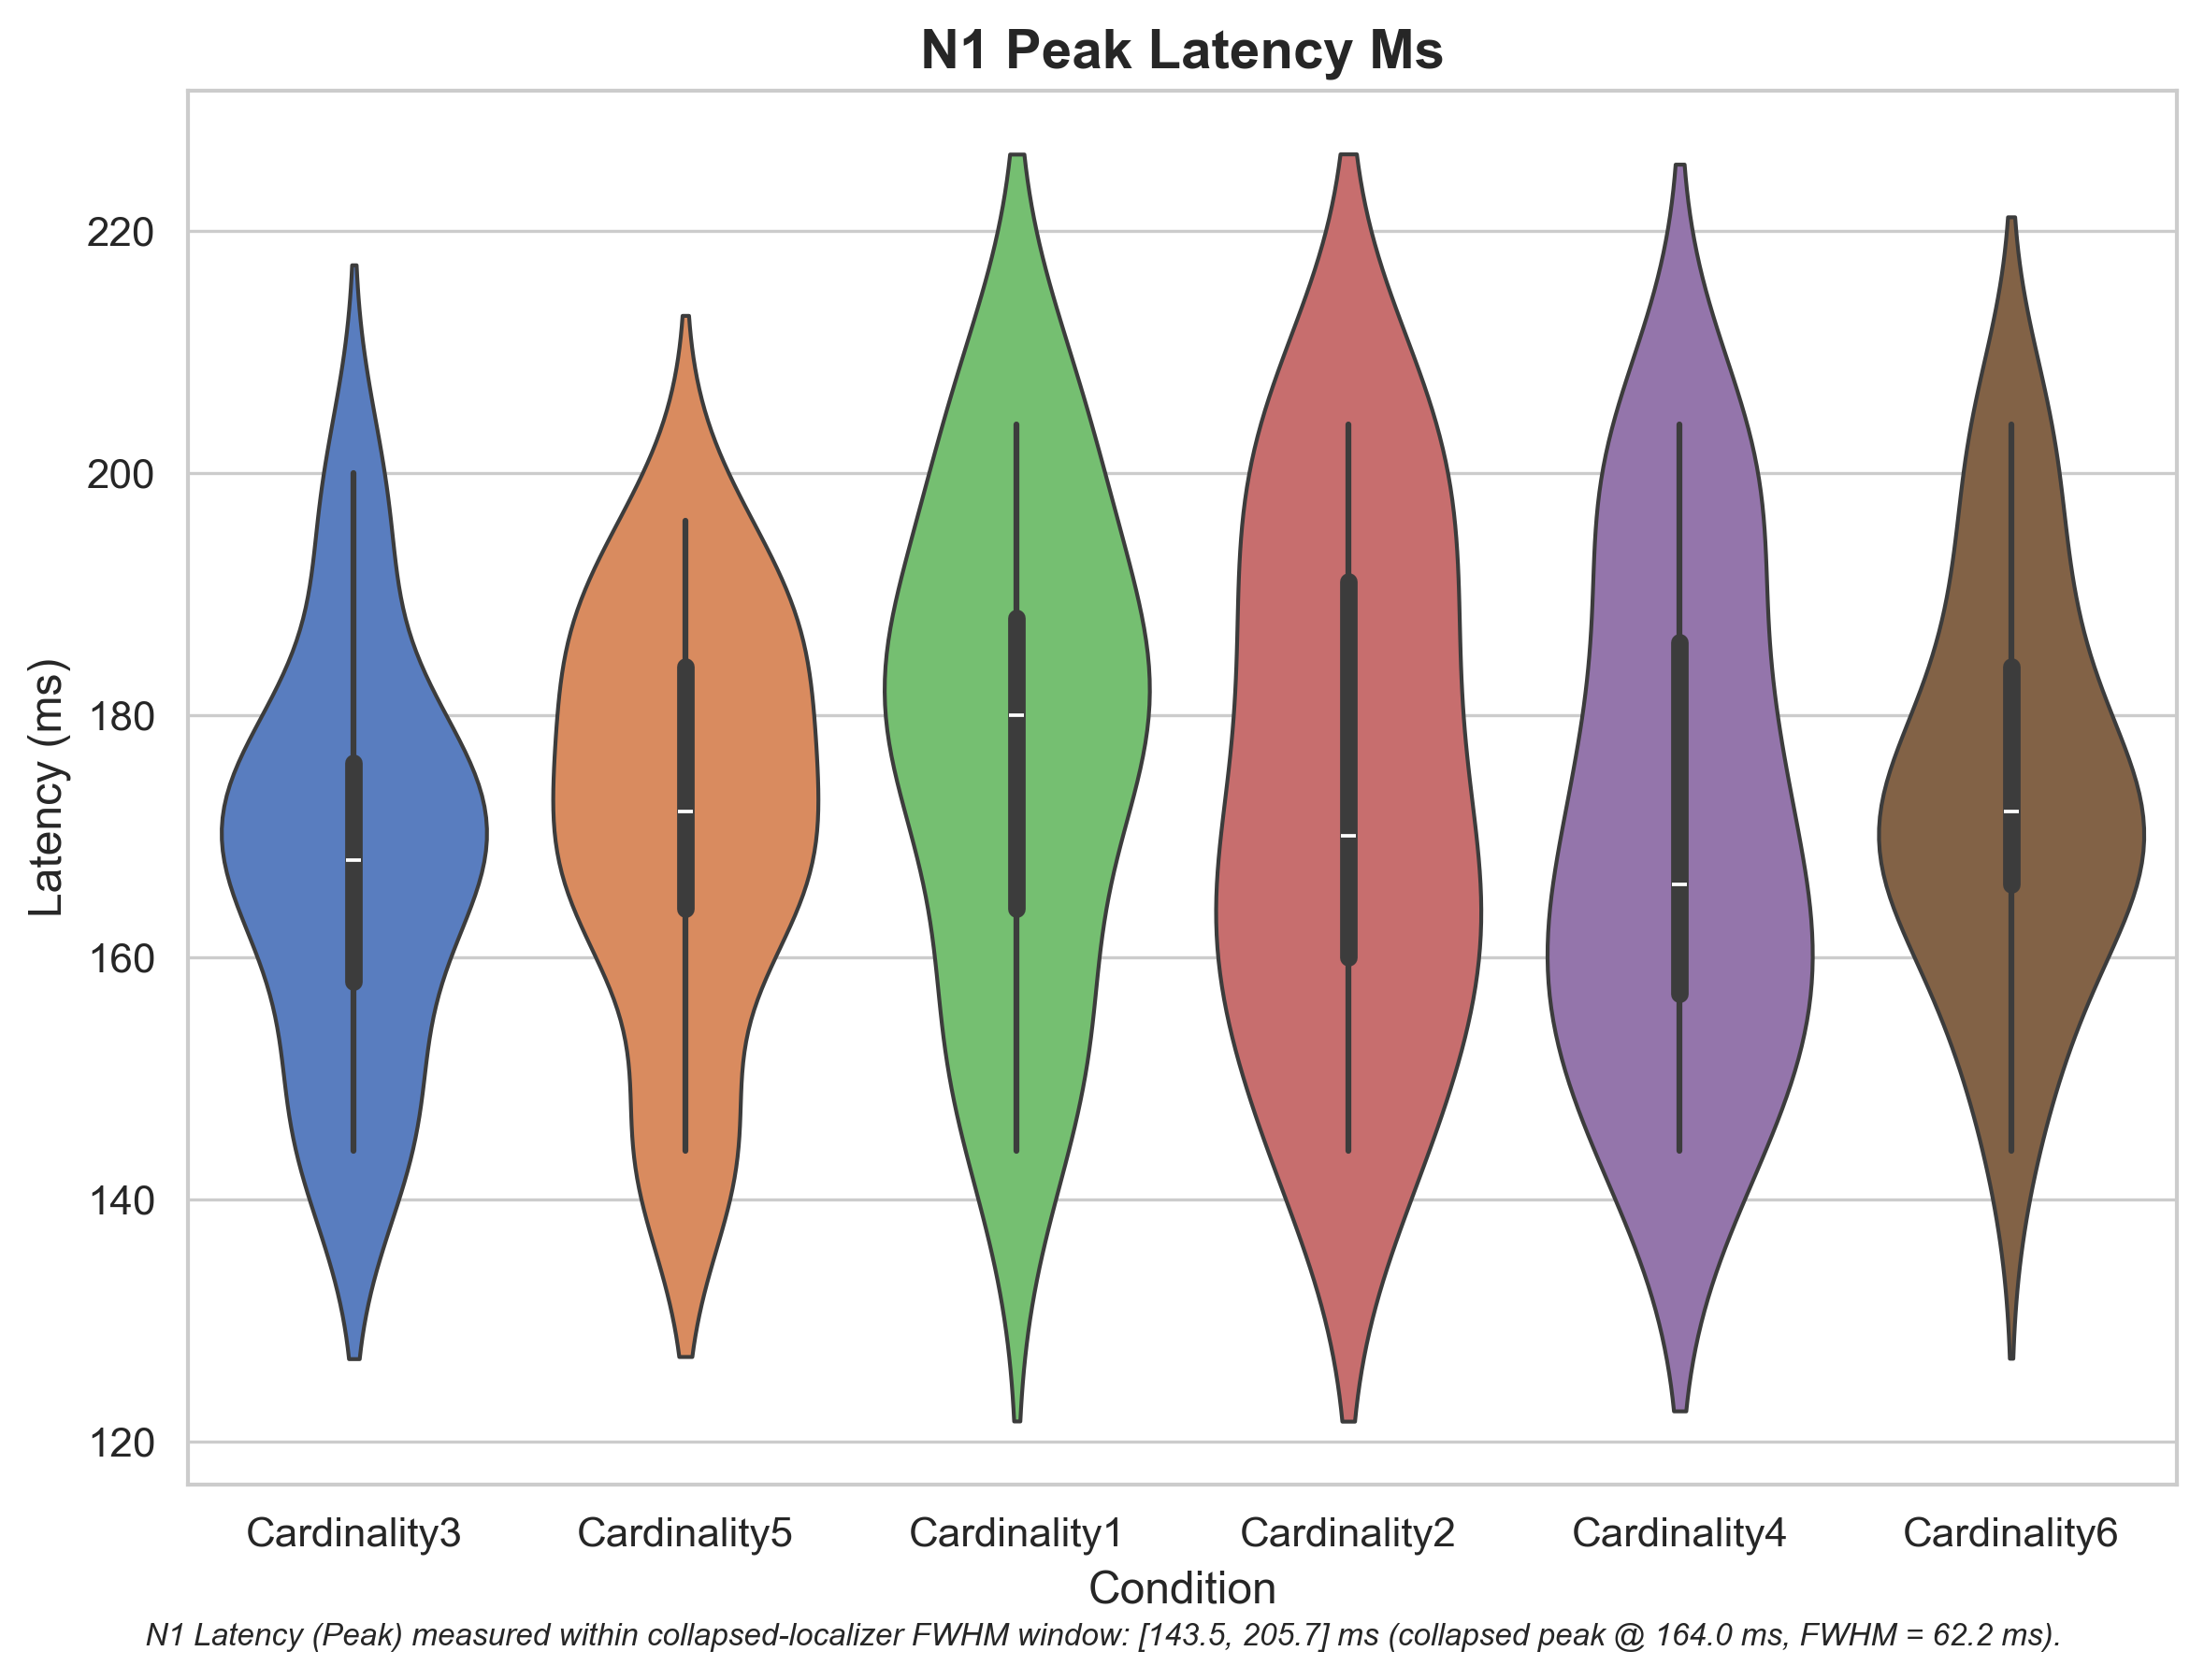 N1 Peak Latency Ms
Latency (ms)
220
200
180
160
140
120
Cardinality3 Cardinality5 Cardinality1 Cardinality2 Cardinality4 Cardinality6
Condition
N1 Latency (Peak) measured within collapsed-localizer FWHM window: [143.5, 205.7] ms (collapsed peak @ 164.0 ms, FWHM = 62.2 ms).